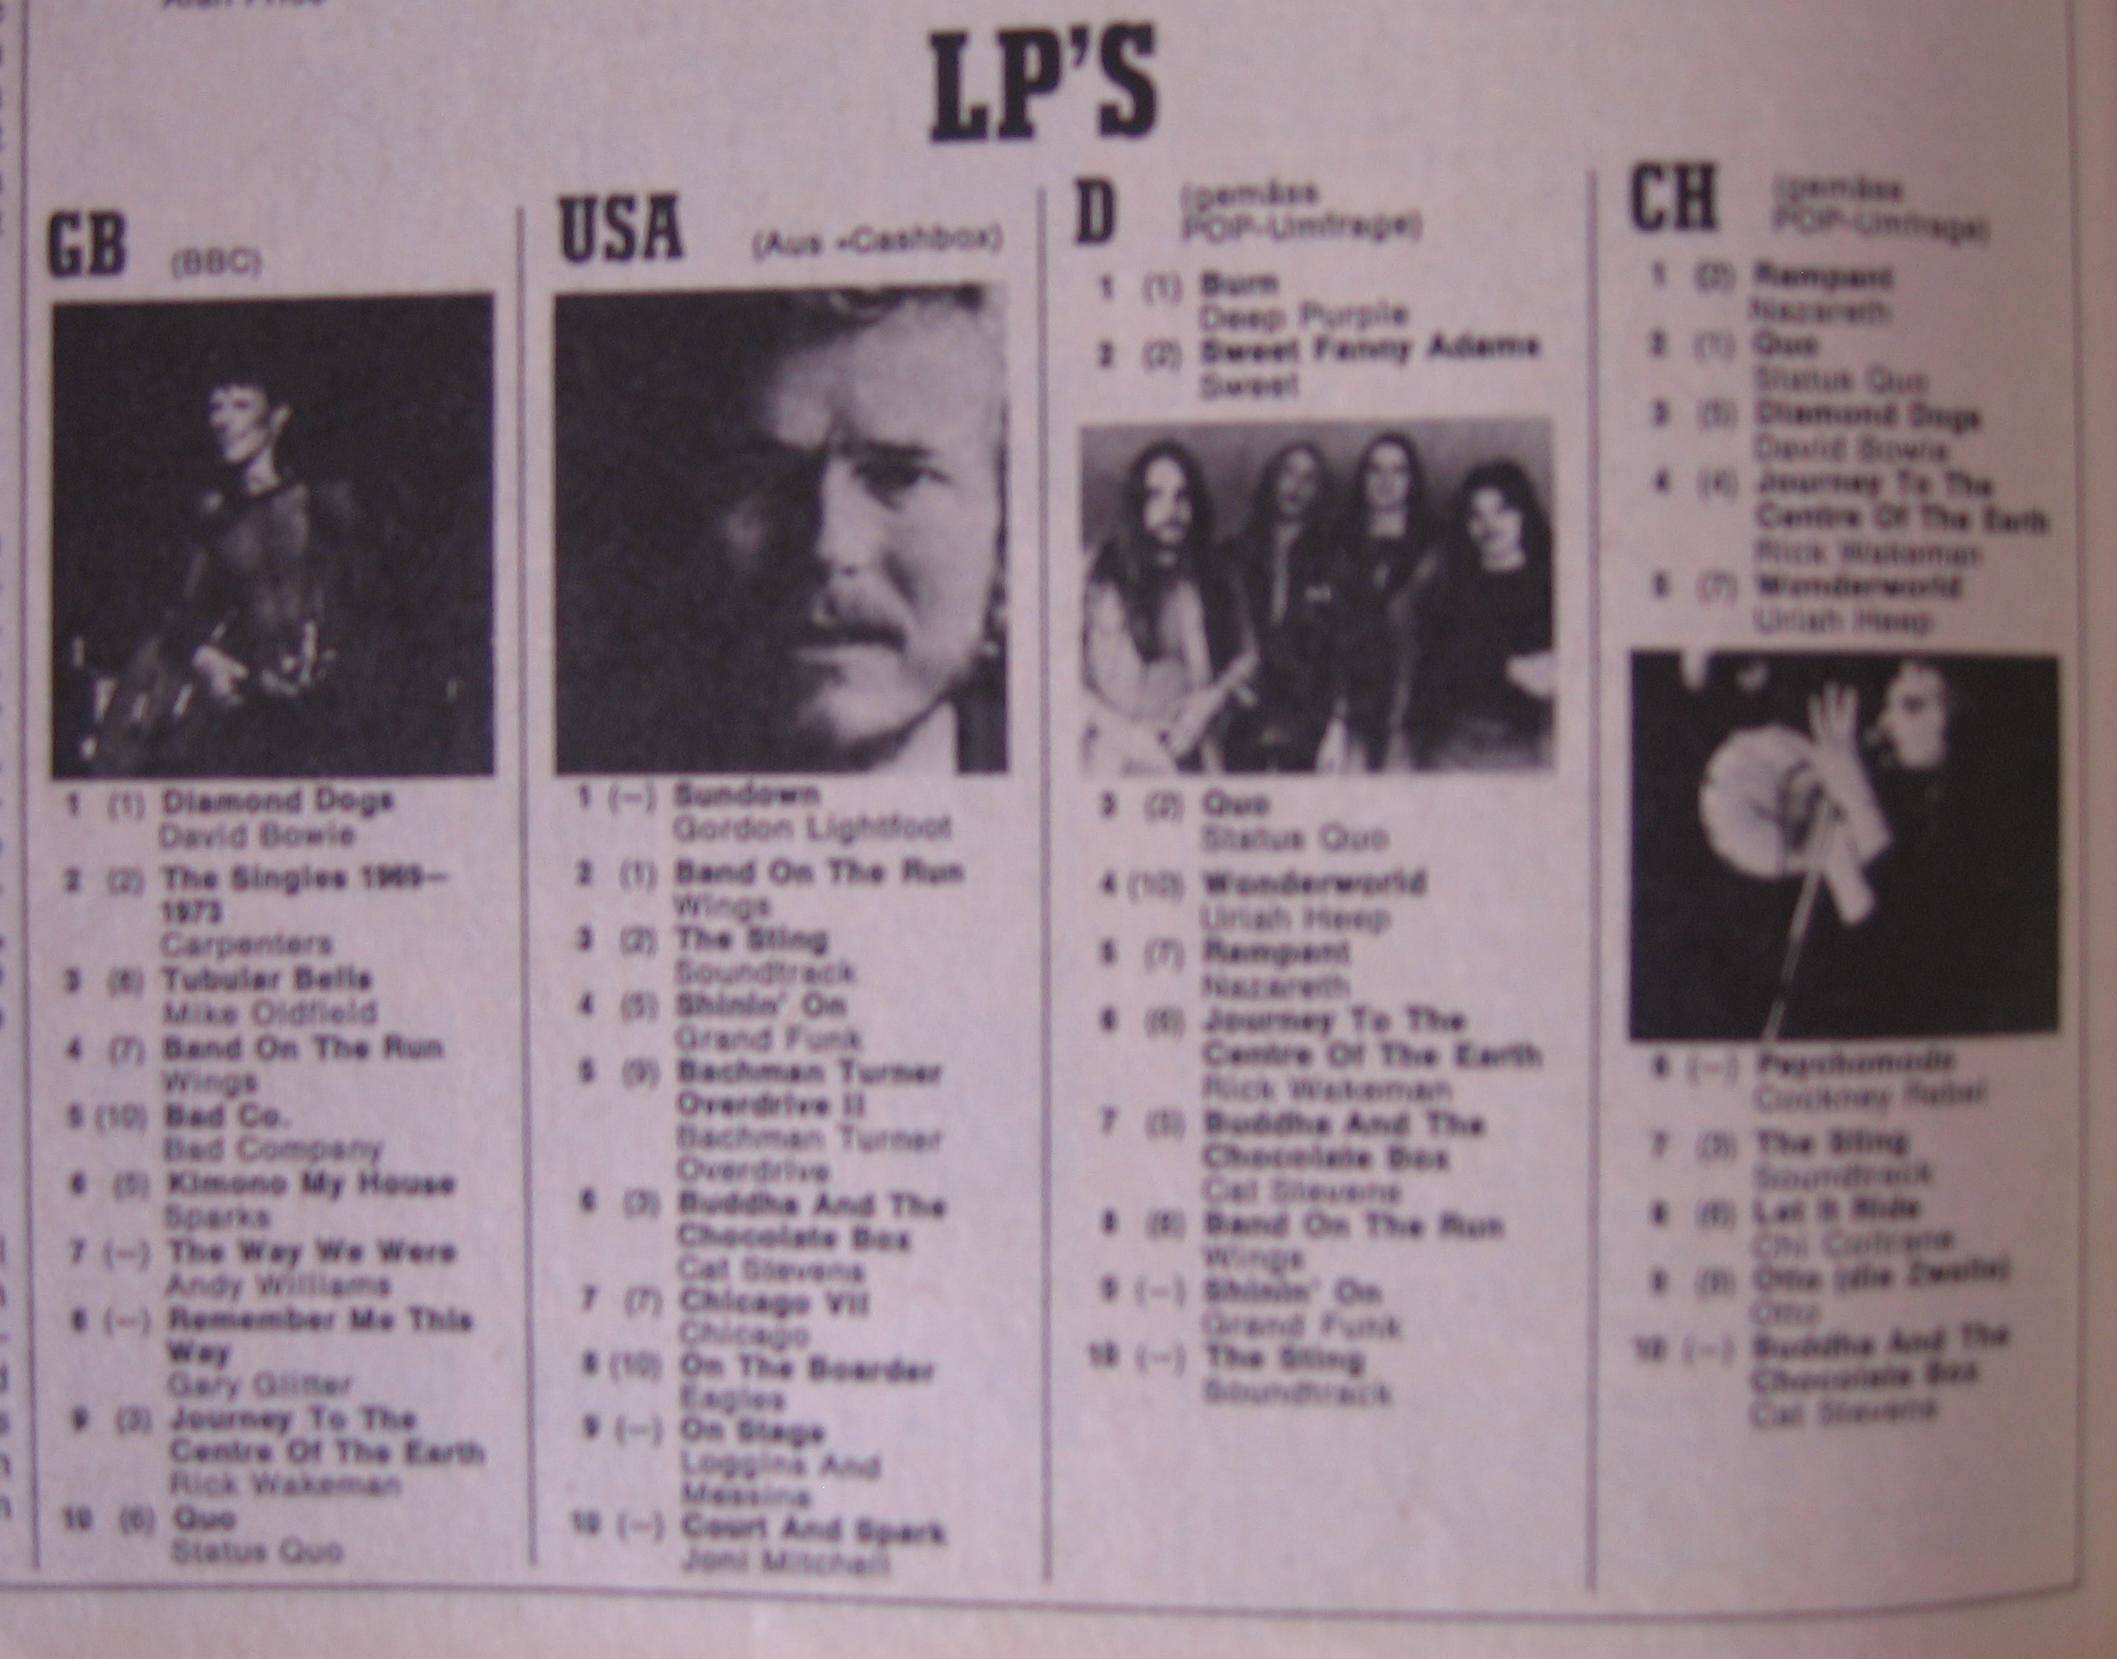 LP'S
GB (BBC)
1 (1) Diamond Dogs
David Bowie
2 (2) The Singles 1969–
1973
Carpenters
3 (8) Tubular Bells
Mike Oldfield
4 (7) Band On The Run
Wings
5 (10) Bad Co.
Bad Company
6 (5) Kimono My House
Sparks
7 (—) The Way We Were
Andy Williams
8 (—) Remember Me This
Way
Gary Glitter
9 (3) Journey To The
Centre Of The Earth
Rick Wakeman
10 (6) Quo
Status Quo
USA (Aus «Cashbox)
1 (—) Sundown
Gordon Lightfoot
2 (1) Band On The Run
Wings
3 (2) The Sting
Soundtrack
4 (5) Shinin' On
Grand Funk
5 (9) Bachman Turner
Overdrive II
Bachman Turner
Overdrive
6 (3) Buddha And The
Chocolate Box
Cat Stevens
7 (7) Chicago VII
Chicago
8 (10) On The Boarder
Eagles
9 (—) On Stage
Loggins And
Messina
10 (—) Court And Spark
Joni Mitchell
D (gemäss
POP-Umfrage)
1 (1) Burn
Deep Purple
2 (2) Sweet Fanny Adams
Sweet
3 (2) Quo
Status Quo
4 (10) Wonderworld
Uriah Heep
5 (7) Rampant
Nazareth
6 (6) Journey To The
Centre Of The Earth
Rick Wakeman
7 (5) Buddha And The
Chocolate Box
Cat Stevens
8 (8) Band On The Run
Wings
9 (—) Shinin' On
Grand Funk
10 (—) The Sting
Soundtrack
CH (gemäss
POP-Umfrage)
1 (2) Rampant
Nazareth
2 (1) Quo
Status Quo
3 (5) Diamond Dogs
David Bowie
4 (4) Journey To The
Centre Of The Earth
Rick Wakeman
5 (7) Wonderworld
Uriah Heep
6 (—) Psychomodo
Cockney Rebel
7 (3) The Sting
Soundtrack
8 (6) Let It Ride
Chi Coltrane
9 (9) Otto (die Zweite)
Otto
10 (—) Buddha And The
Chocolate Box
Cat Stevens